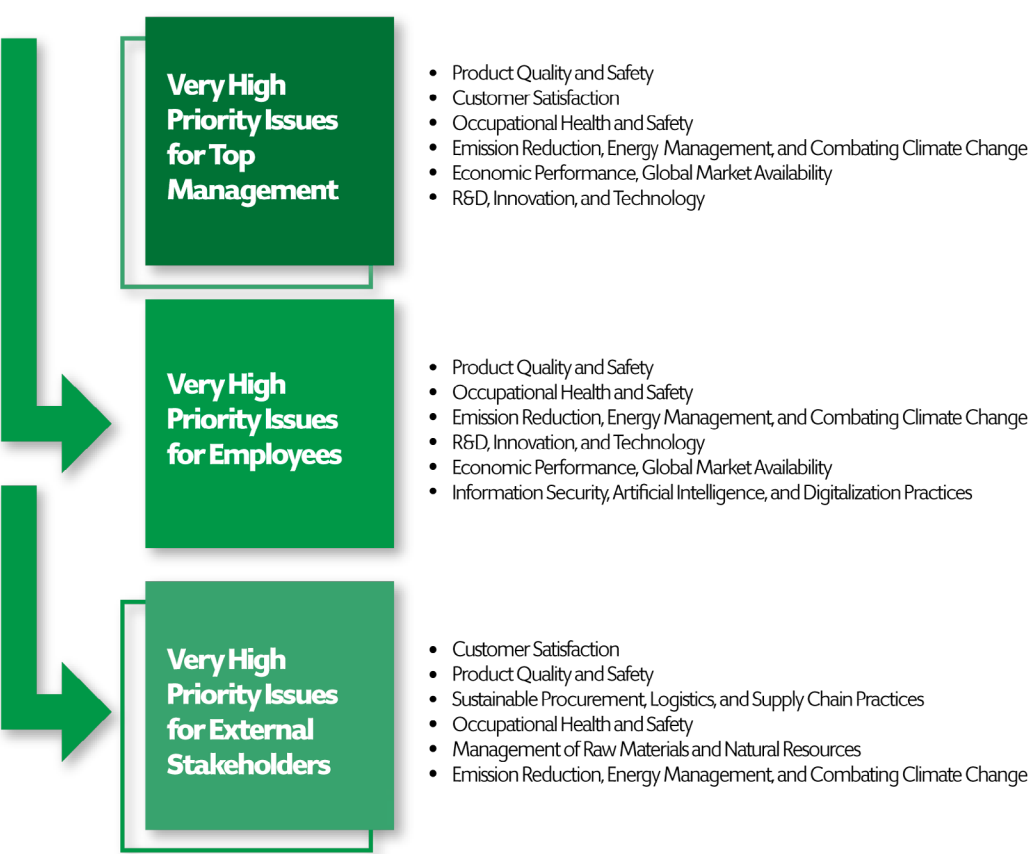 Very High
Priority Issues
for Top
Management
• Product Quality and Safety
• Customer Satisfaction
• Occupational Health and Safety
• Emission Reduction, Energy Management, and Combating Climate Change
• Economic Performance, Global Market Availability
• R&D, Innovation, and Technology
Very High
Priority Issues
for Employees
• Product Quality and Safety
• Occupational Health and Safety
• Emission Reduction, Energy Management, and Combating Climate Change
• R&D, Innovation, and Technology
• Economic Performance, Global Market Availability
• Information Security, Artificial Intelligence, and Digitalization Practices
Very High
Priority Issues
for External
Stakeholders
• Customer Satisfaction
• Product Quality and Safety
• Sustainable Procurement, Logistics, and Supply Chain Practices
• Occupational Health and Safety
• Management of Raw Materials and Natural Resources
• Emission Reduction, Energy Management, and Combating Climate Change